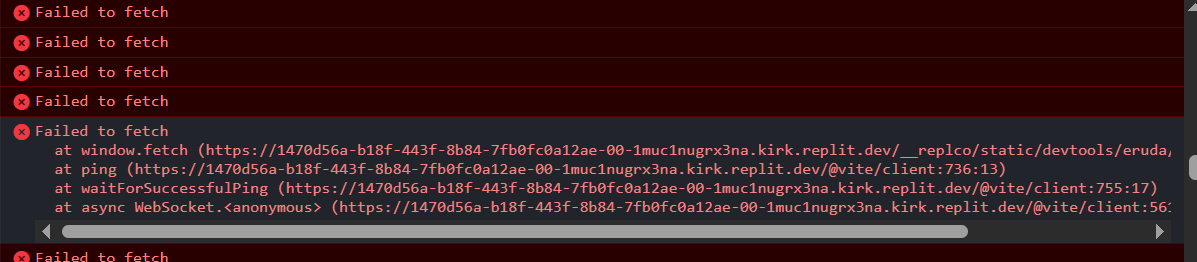 Failed to fetch
Failed to fetch
Failed to fetch
Failed to fetch
Failed to fetch
at window.fetch (https://1470d56a-b18f-443f-8b84-7fb0fc0a12ae-00-1muc1nugrx3na.kirk.replit.dev/__replco/static/devtools/eruda/
at ping (https://1470d56a-b18f-443f-8b84-7fb0fc0a12ae-00-1muc1nugrx3na.kirk.replit.dev/@vite/client:736:13)
at waitForSuccessfulPing (https://1470d56a-b18f-443f-8b84-7fb0fc0a12ae-00-1muc1nugrx3na.kirk.replit.dev/@vite/client:755:17)
at async WebSocket.<anonymous> (https://1470d56a-b18f-443f-8b84-7fb0fc0a12ae-00-1muc1nugrx3na.kirk.replit.dev/@vite/client:561
Failed to fetch